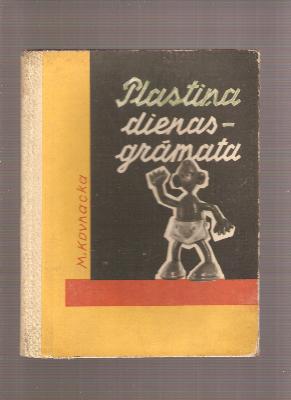 Plastiņa
dienas-
grāmata
M. Kovnacka